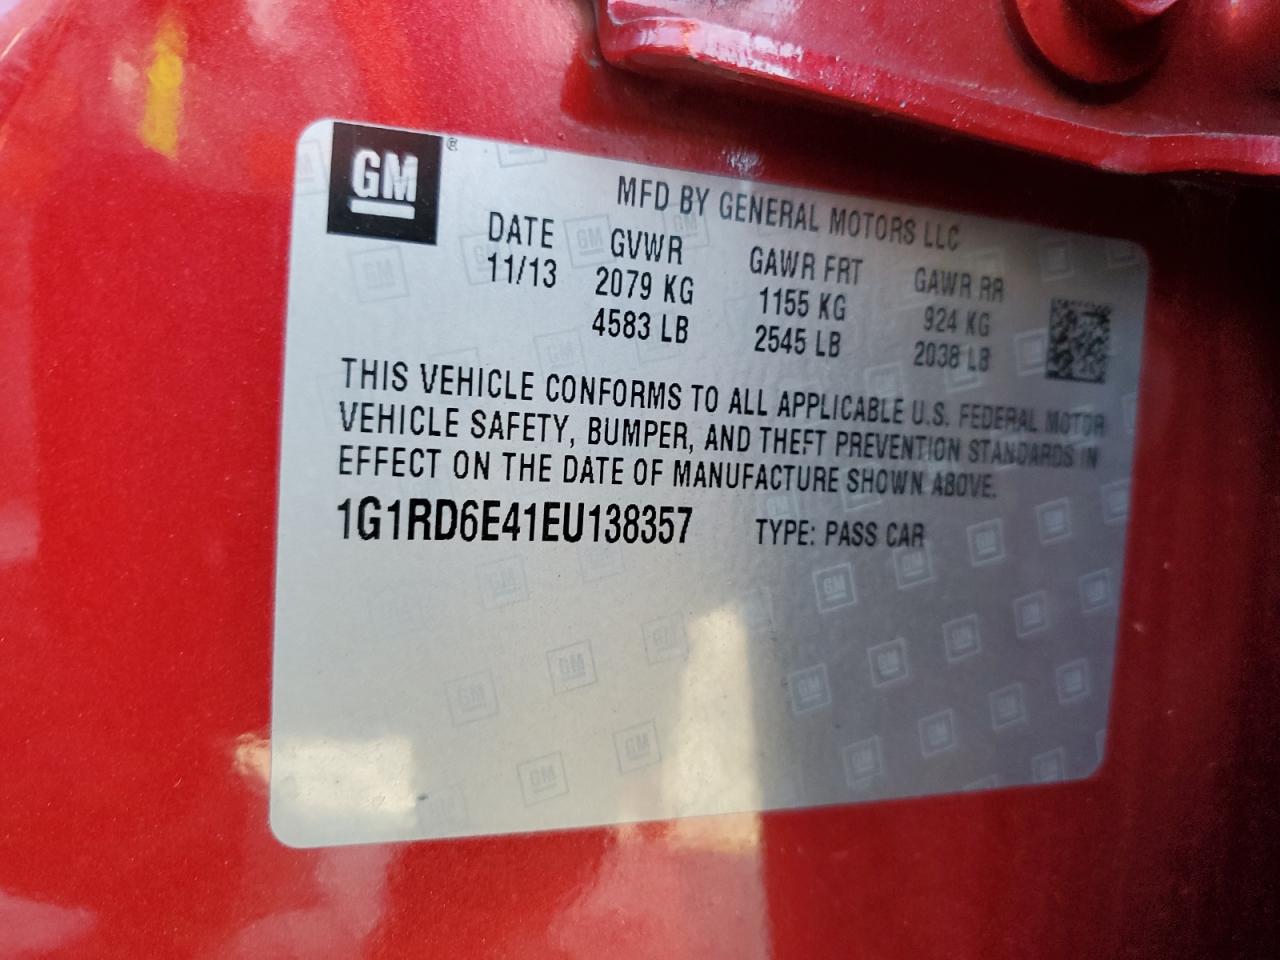 GM ®
MFD BY GENERAL MOTORS LLC
DATE GVWR GAWR FRT GAWR RR
11/13 2079 KG 1155 KG 924 KG
4583 LB 2545 LB 2038 LB
THIS VEHICLE CONFORMS TO ALL APPLICABLE U.S. FEDERAL MOTOR
VEHICLE SAFETY, BUMPER, AND THEFT PREVENTION STANDARDS IN
EFFECT ON THE DATE OF MANUFACTURE SHOWN ABOVE.
1G1RD6E41EU138357 TYPE: PASS CAR